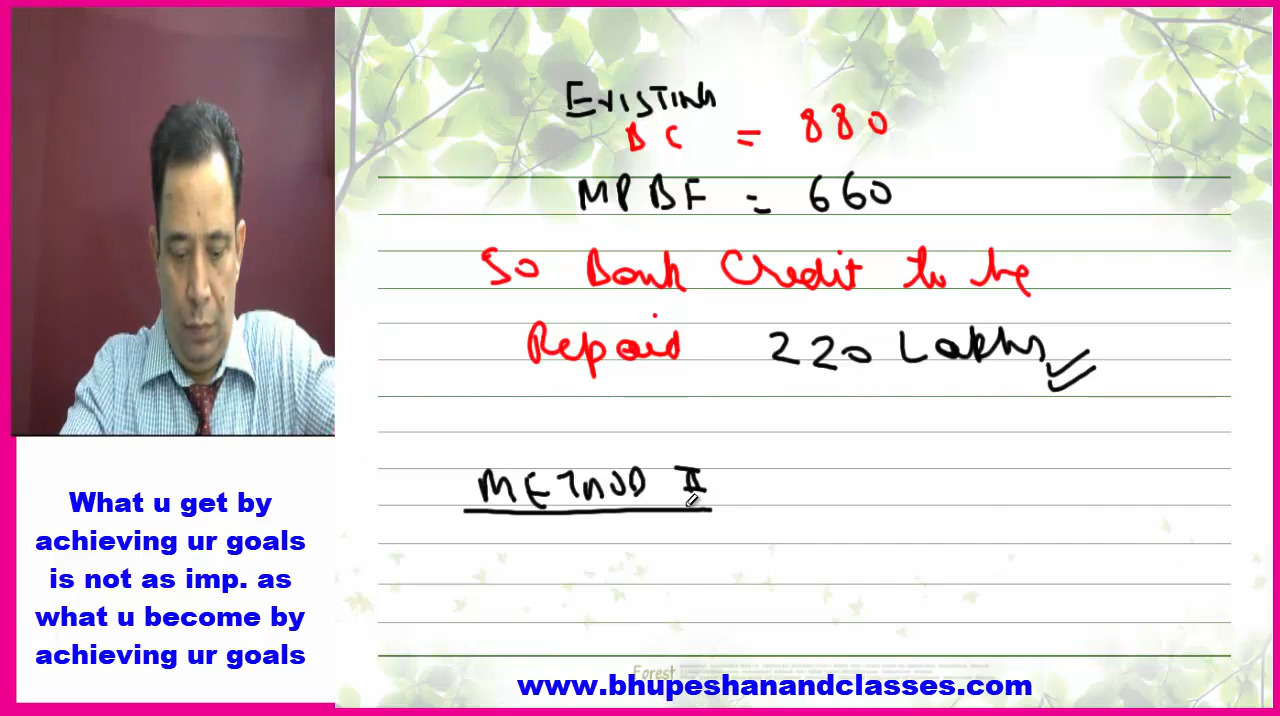 EXISTING
BC = 880
MPBF = 660
So Bank Credit to be
Repaid 220 Lakhs
METHOD II
What u get by
achieving ur goals
is not as imp. as
what u become by
achieving ur goals
Forest
www.bhupeshanandclasses.com